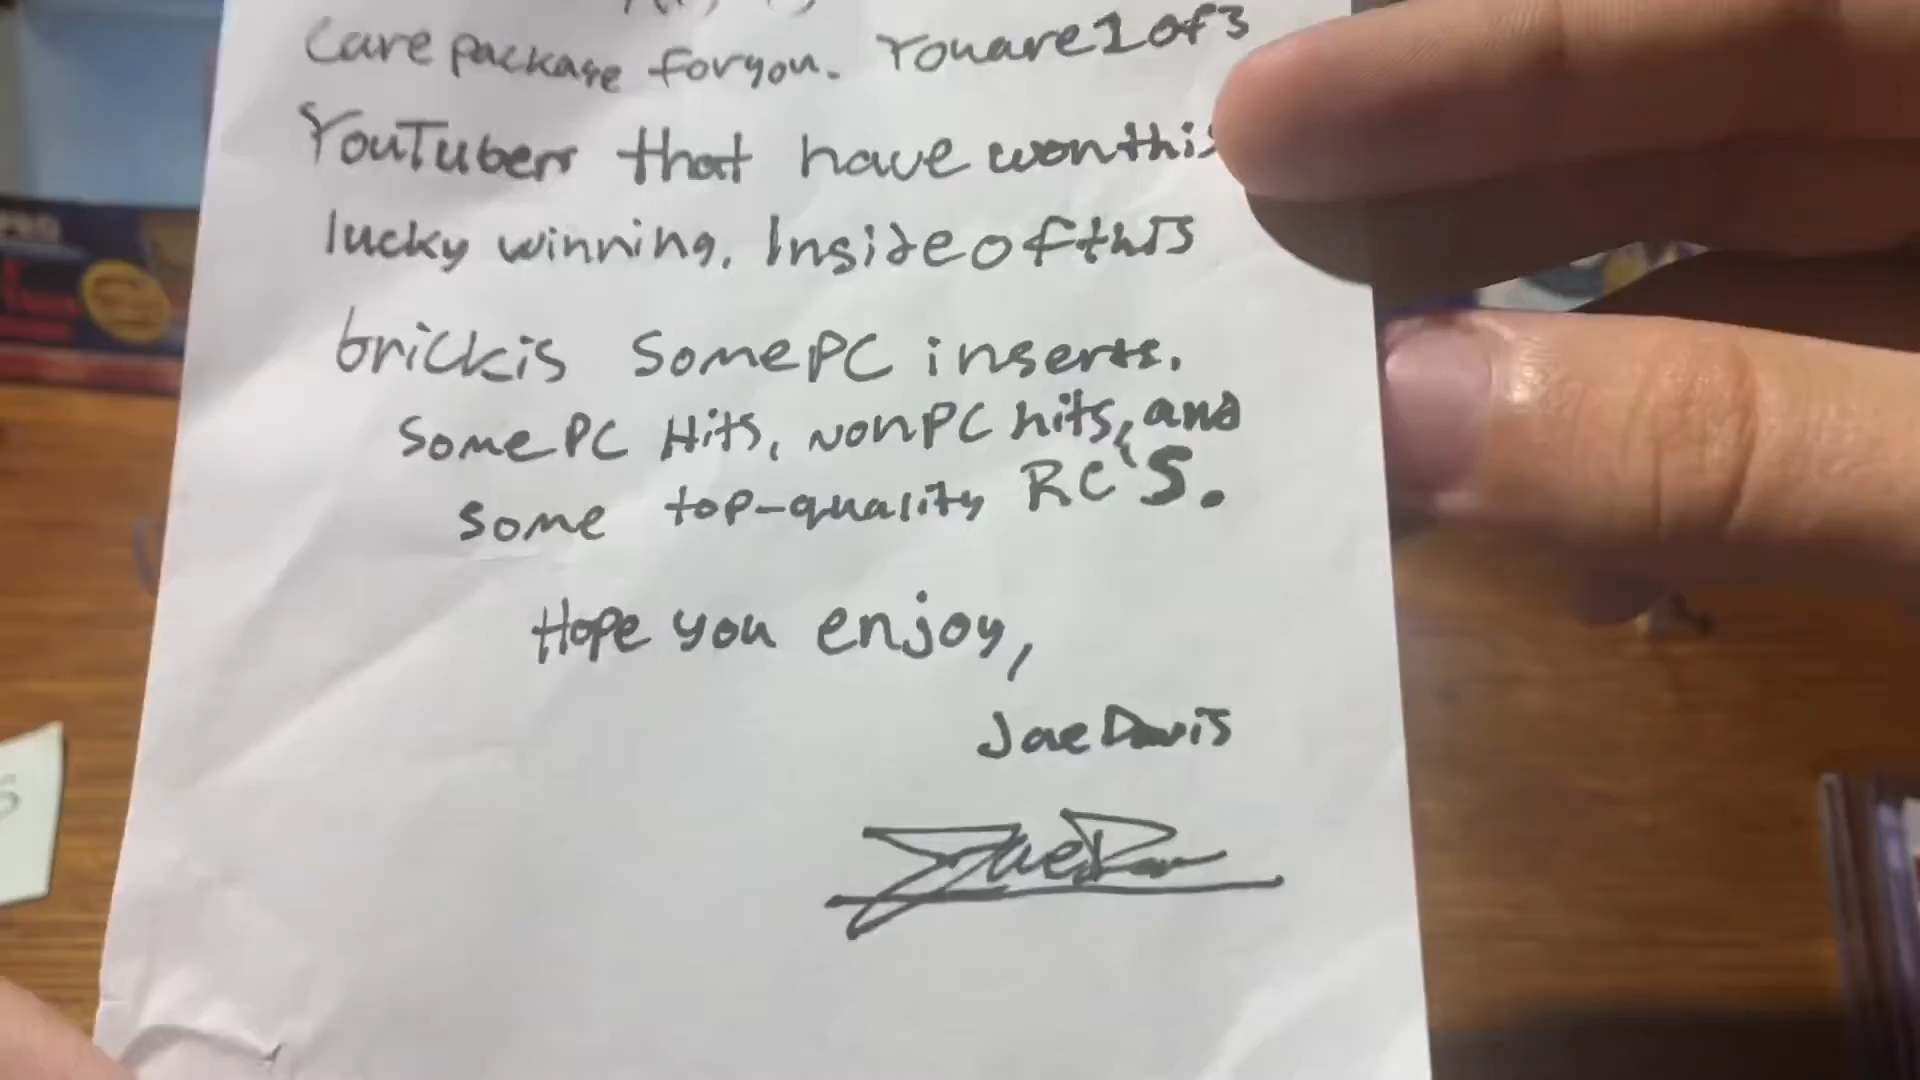 Care package for you. You are 1 of 3
YouTubers that have won this
lucky winning. Inside of this
brick is some PC inserts.
Some PC Hits, non PC hits, and
some top-quality RC'S.
Hope you enjoy,
Jae Davis